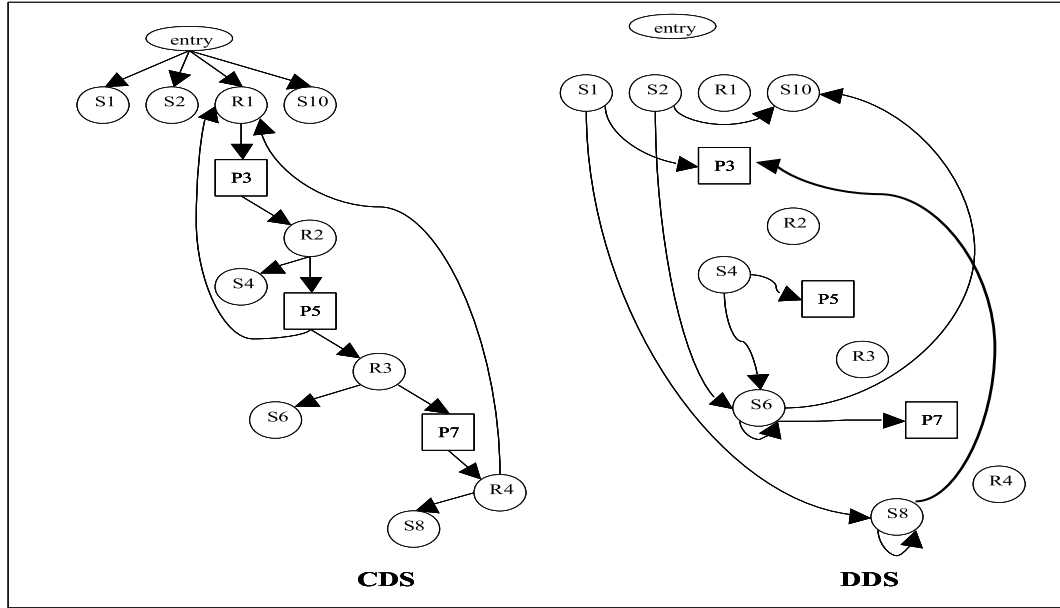 entry
S1
S2
R1
S10
P3
R2
S4
P5
R3
S6
P7
R4
S8
CDS
entry
S1
S2
R1
S10
P3
R2
S4
P5
R3
S6
P7
R4
S8
DDS